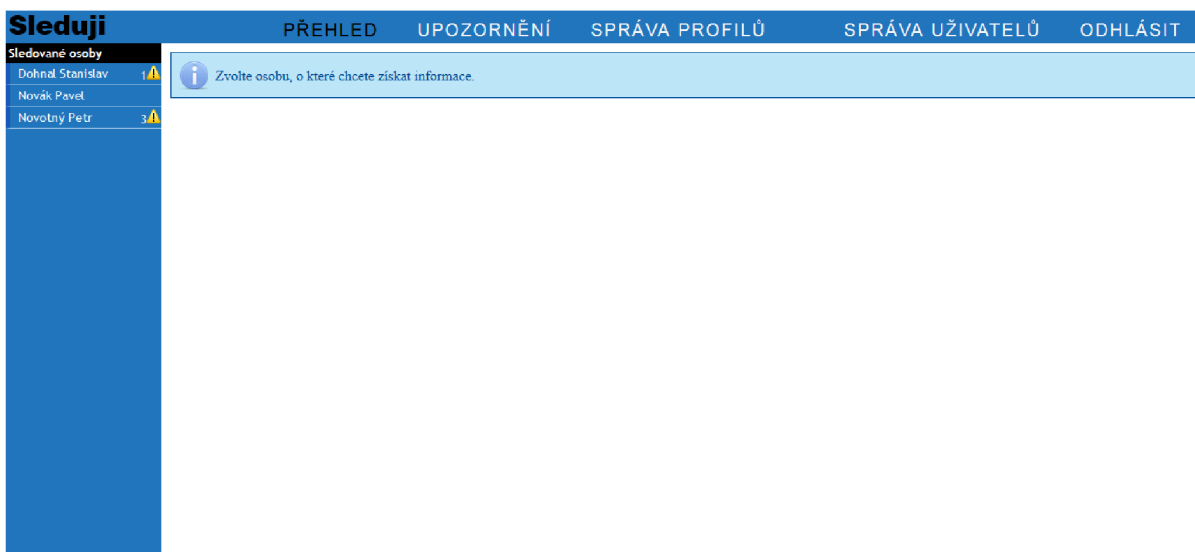 Sleduji
PŘEHLED UPOZORNĚNÍ SPRÁVA PROFILŮ SPRÁVA UŽIVATELŮ ODHLÁSIT
Sledované osoby
Dohnal Stanislav 1
Novák Pavel
Novotný Petr 3
Zvolte osobu, o které chcete získat informace.